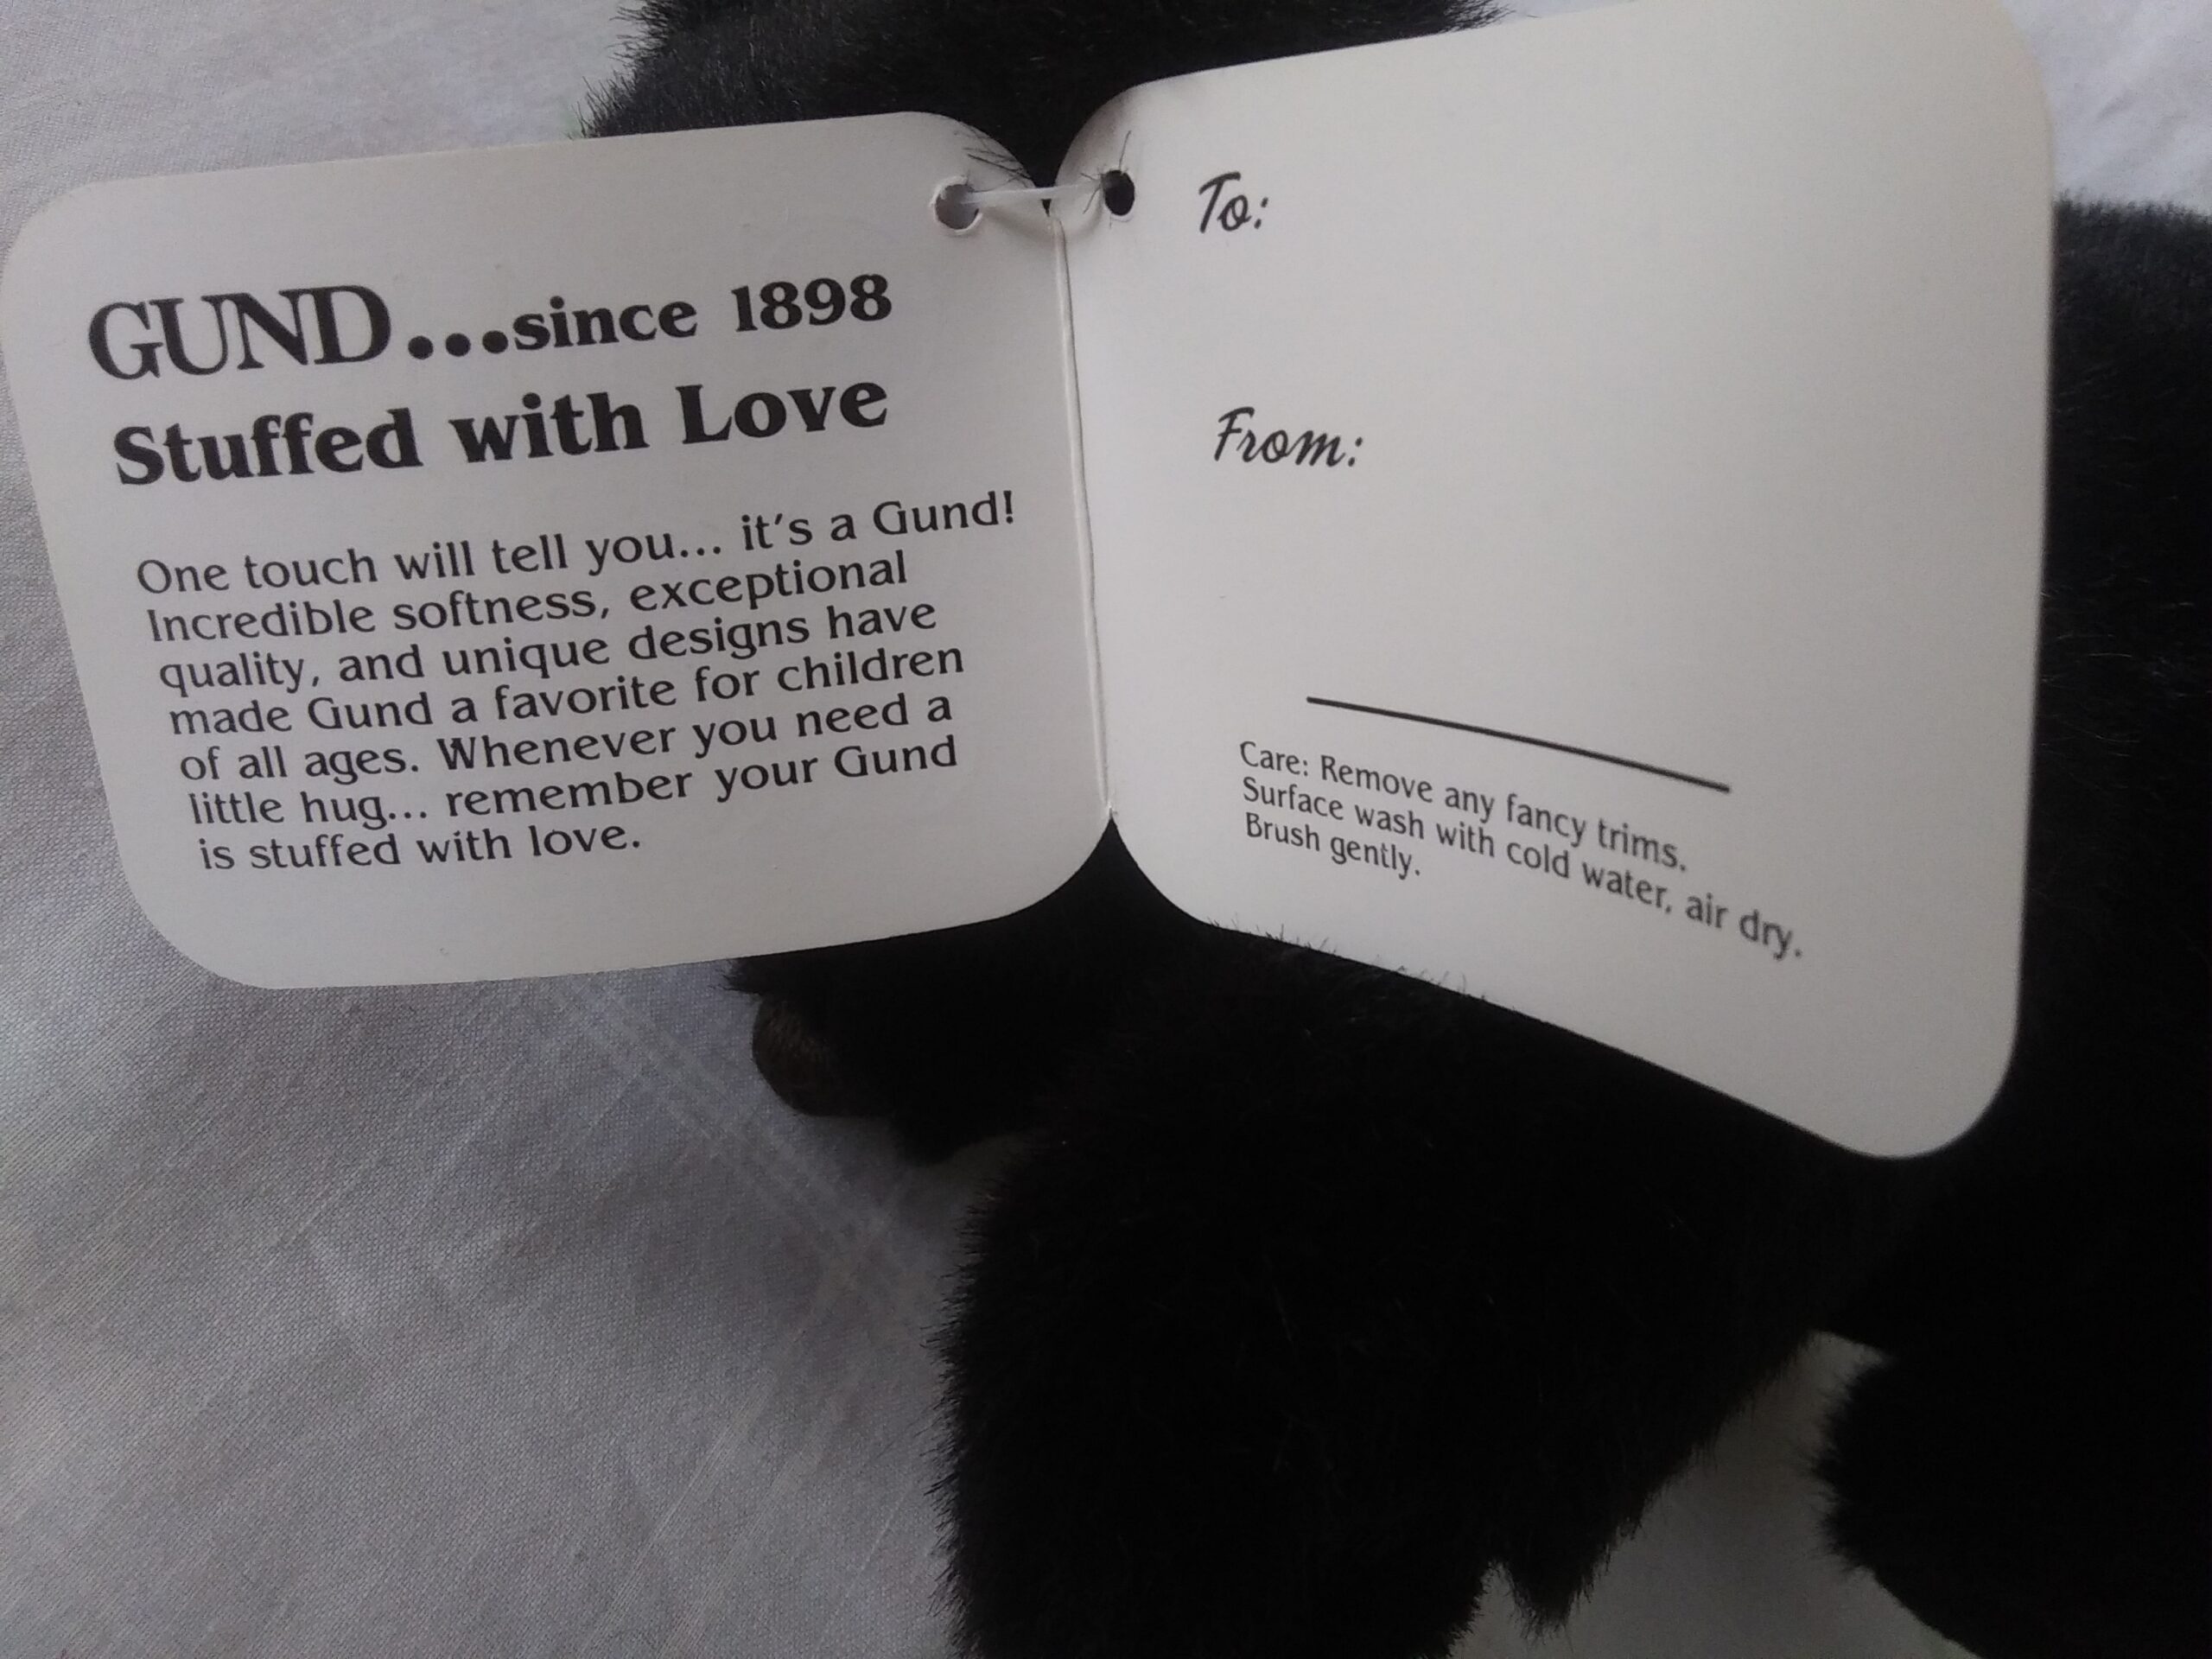 GUND...since 1898
Stuffed with Love
One touch will tell you... it's a Gund!
Incredible softness, exceptional
quality, and unique designs have
made Gund a favorite for children
of all ages. Whenever you need a
little hug... remember your Gund
is stuffed with love.
To:
From:
Care: Remove any fancy trims.
Surface wash with cold water, air dry.
Brush gently.